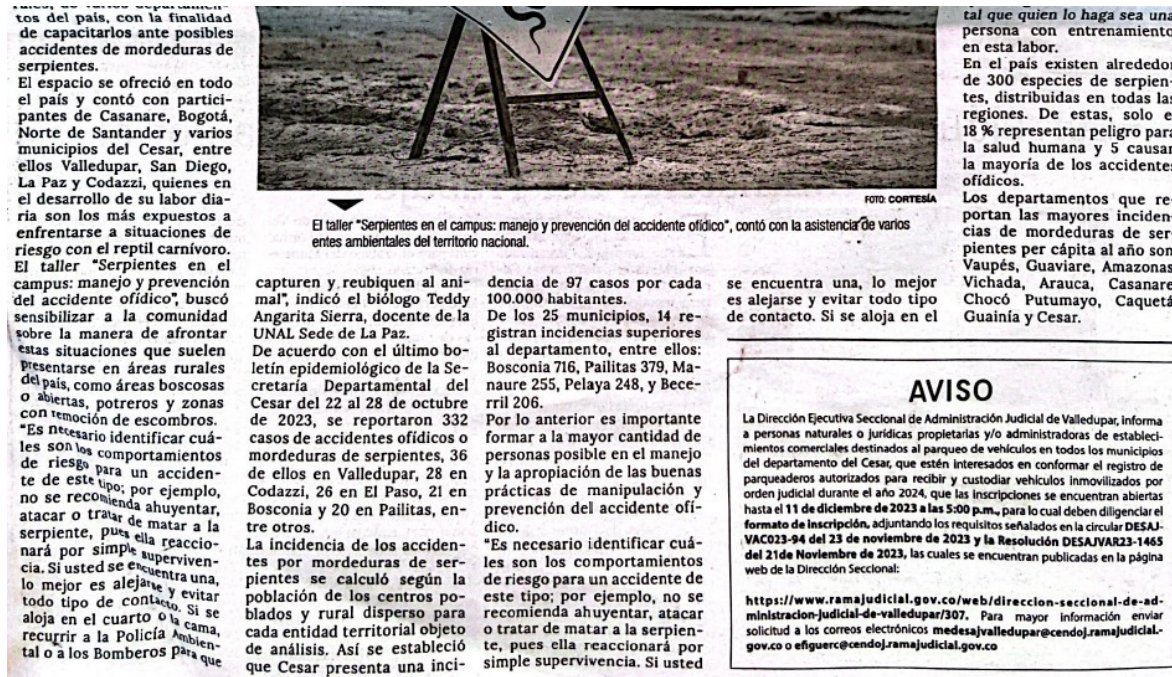 tos del país, con la finalidad
de capacitarlos ante posibles
accidentes de mordeduras de
serpientes.
El espacio se ofreció en todo
el país y contó con partici-
pantes de Casanare, Bogotá,
Norte de Santander y varios
municipios del Cesar, entre
ellos Valledupar, San Diego,
La Paz y Codazzi, quienes en
el desarrollo de su labor dia-
ria son los más expuestos a
enfrentarse a situaciones de
riesgo con el reptil carnívoro.
El taller "Serpientes en el
campus: manejo y prevención
del accidente ofídico", buscó
sensibilizar a la comunidad
sobre la manera de afrontar
estas situaciones que suelen
presentarse en áreas rurales
del país, como áreas boscosas
o abiertas, potreros y zonas
con remoción de escombros.
"Es necesario identificar cuá-
les son los comportamientos
de riesgo para un acciden-
te de este tipo; por ejemplo,
no se recomienda ahuyentar,
atacar o tratar de matar a la
serpiente, pues ella reaccio-
nará por simple superviven-
cia. Si usted se encuentra una,
lo mejor es alejarse y evitar
todo tipo de contacto. Si se
aloja en el cuarto o la cama,
recurrir a la Policía Ambien-
tal o a los Bomberos para que
FOTO: CORTESÍA
El taller "Serpientes en el campus: manejo y prevención del accidente ofídico", contó con la asistencia de varios
entes ambientales del territorio nacional.
capturen y reubiquen al ani-
mal", indicó el biólogo Teddy
Angarita Sierra, docente de la
UNAL Sede de La Paz.
De acuerdo con el último bo-
letín epidemiológico de la Se-
cretaría Departamental del
Cesar del 22 al 28 de octubre
de 2023, se reportaron 332
casos de accidentes ofídicos o
mordeduras de serpientes, 36
de ellos en Valledupar, 28 en
Codazzi, 26 en El Paso, 21 en
Bosconia y 20 en Pailitas, en-
tre otros.
La incidencia de los acciden-
tes por mordeduras de ser-
pientes se calculó según la
población de los centros po-
blados y rural disperso para
cada entidad territorial objeto
de análisis. Así se estableció
que Cesar presenta una inci-
dencia de 97 casos por cada
100.000 habitantes.
De los 25 municipios, 14 re-
gistran incidencias superiores
al departamento, entre ellos:
Bosconia 716, Pailitas 379, Ma-
naure 255, Pelaya 248, y Bece-
rril 206.
Por lo anterior es importante
formar a la mayor cantidad de
personas posible en el manejo
y la apropiación de las buenas
prácticas de manipulación y
prevención del accidente ofí-
dico.
"Es necesario identificar cuá-
les son los comportamientos
de riesgo para un accidente de
este tipo; por ejemplo, no se
recomienda ahuyentar, atacar
o tratar de matar a la serpien-
te, pues ella reaccionará por
simple supervivencia. Si usted
se encuentra una, lo mejor
es alejarse y evitar todo tipo
de contacto. Si se aloja en el
tal que quien lo haga sea una
persona con entrenamiento
en esta labor.
En el país existen alrededor
de 300 especies de serpien-
tes, distribuidas en todas las
regiones. De estas, solo e
18 % representan peligro para
la salud humana y 5 causan
la mayoría de los accidentes
ofídicos.
Los departamentos que re-
portan las mayores inciden-
cias de mordeduras de ser-
pientes per cápita al año son
Vaupés, Guaviare, Amazonas
Vichada, Arauca, Casanare
Chocó Putumayo, Caquetá
Guainía y Cesar.
AVISO
La Dirección Ejecutiva Seccional de Administración Judicial de Valledupar, informa
a personas naturales o jurídicas propietarias y/o administradoras de estableci-
mientos comerciales destinados al parqueo de vehículos en todos los municipios
del departamento del Cesar, que estén interesados en conformar el registro de
parqueaderos autorizados para recibir y custodiar vehículos inmovilizados por
orden judicial durante el año 2024, que las inscripciones se encuentran abiertas
hasta el 11 de diciembre de 2023 a las 5:00 p.m., para lo cual deben diligenciar el
formato de inscripción, adjuntando los requisitos señalados en la circular DESAJ-
VAC023-94 del 23 de noviembre de 2023 y la Resolución DESAJVAR23-1465
del 21de Noviembre de 2023, las cuales se encuentran publicadas en la página
web de la Dirección Seccional:
https://www.ramajudicial.gov.co/web/direccion-seccional-de-ad-
ministracion-judicial-de-valledupar/307. Para mayor información enviar
solicitud a los correos electrónicos medesajvalledupar@cendoj.ramajudicial.-
gov.co o efiguerc@cendoj.ramajudicial.gov.co